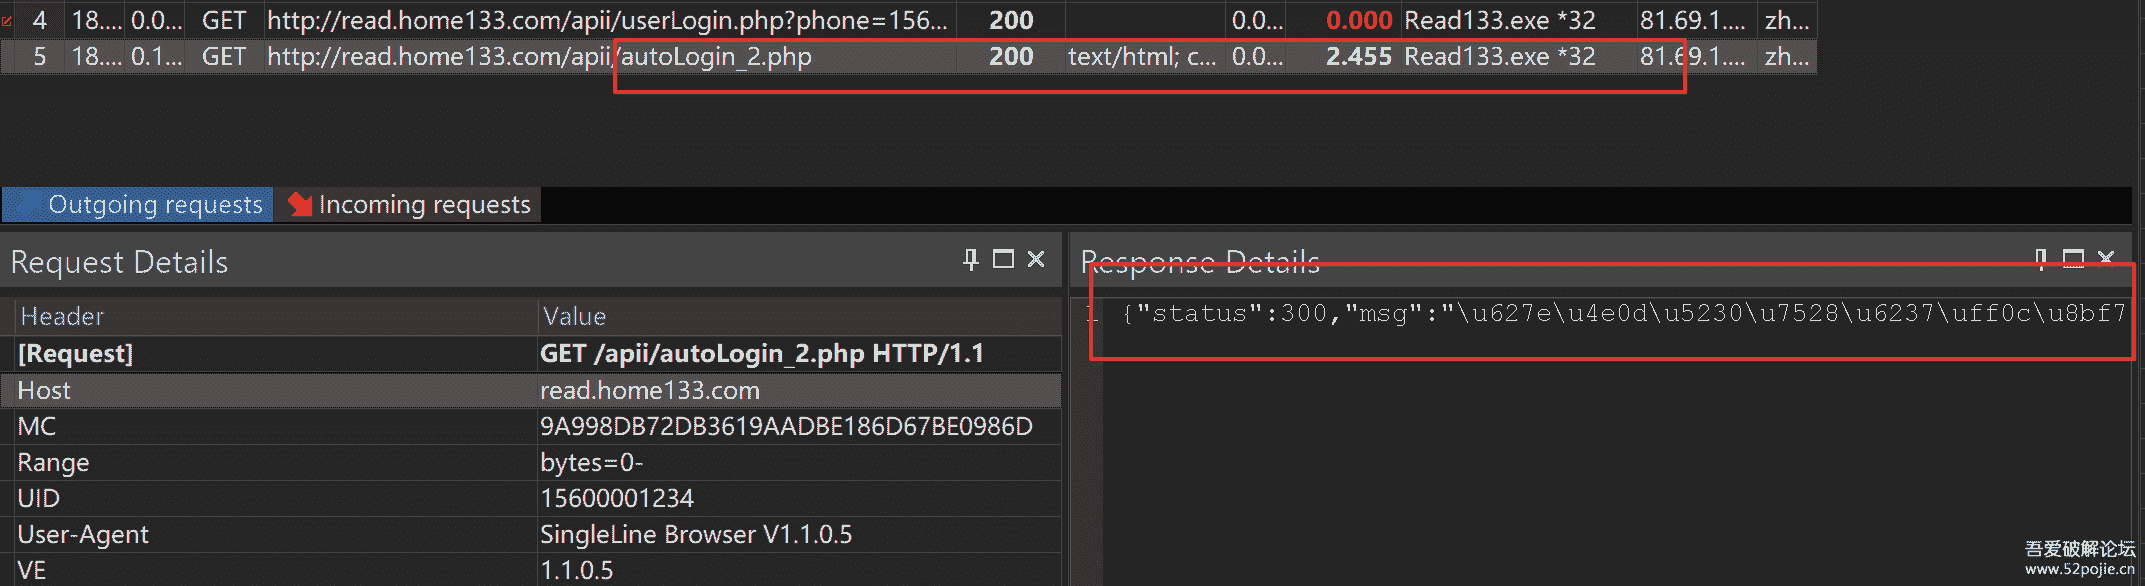 4 18.... 0.0... GET http://read.home133.com/apii/userLogin.php?phone=156... 200 0.0... 0.000 Read133.exe *32 81.69.1.... zh...
5 18.... 0.1... GET http://read.home133.com/apii/autoLogin_2.php 200 text/html; c... 0.0... 2.455 Read133.exe *32 81.69.1.... zh...
Outgoing requests Incoming requests
Request Details
Header Value
[Request] GET /apii/autoLogin_2.php HTTP/1.1
Host read.home133.com
MC 9A998DB72DB3619AADBE186D67BE0986D
Range bytes=0-
UID 15600001234
User-Agent SingleLine Browser V1.1.0.5
VE 1.1.0.5
Response Details
1 {"status":300,"msg":"\u627e\u4e0d\u5230\u7528\u6237\uff0c\u8bf7
吾爱破解论坛
www.52pojie.cn